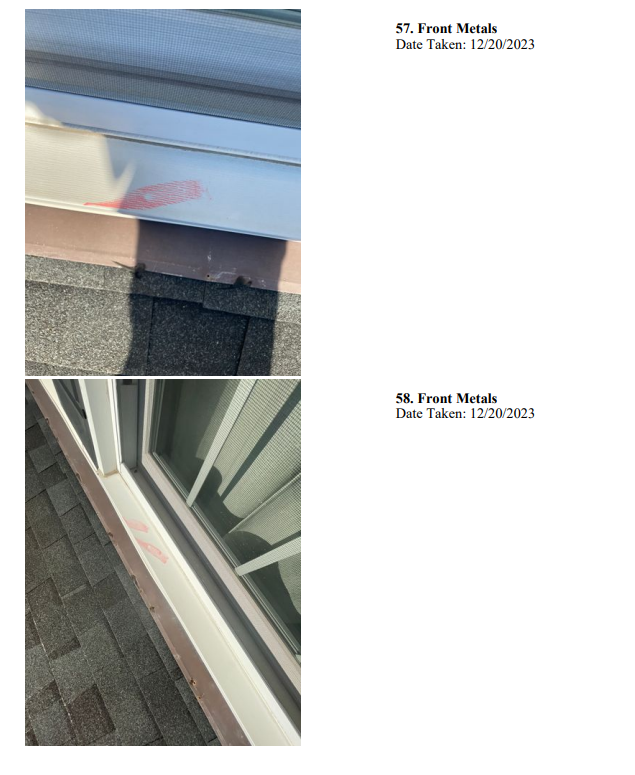 57. Front Metals
Date Taken: 12/20/2023
58. Front Metals
Date Taken: 12/20/2023